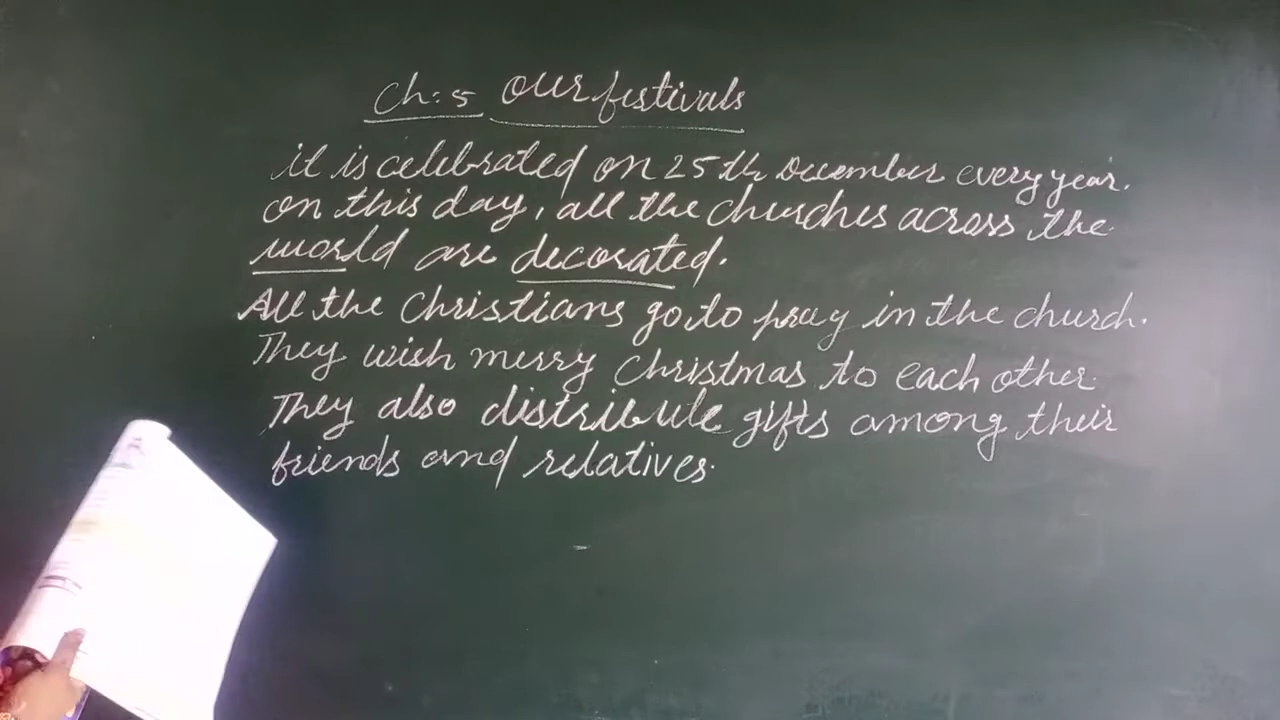 Ch:5 Our festivals
it is celebrated on 25th December every year.
on this day, all the churches across the
world are decorated.
All the Christians go to pray in the church.
They wish merry Christmas to each other.
They also distribute gifts among their
friends and relatives.